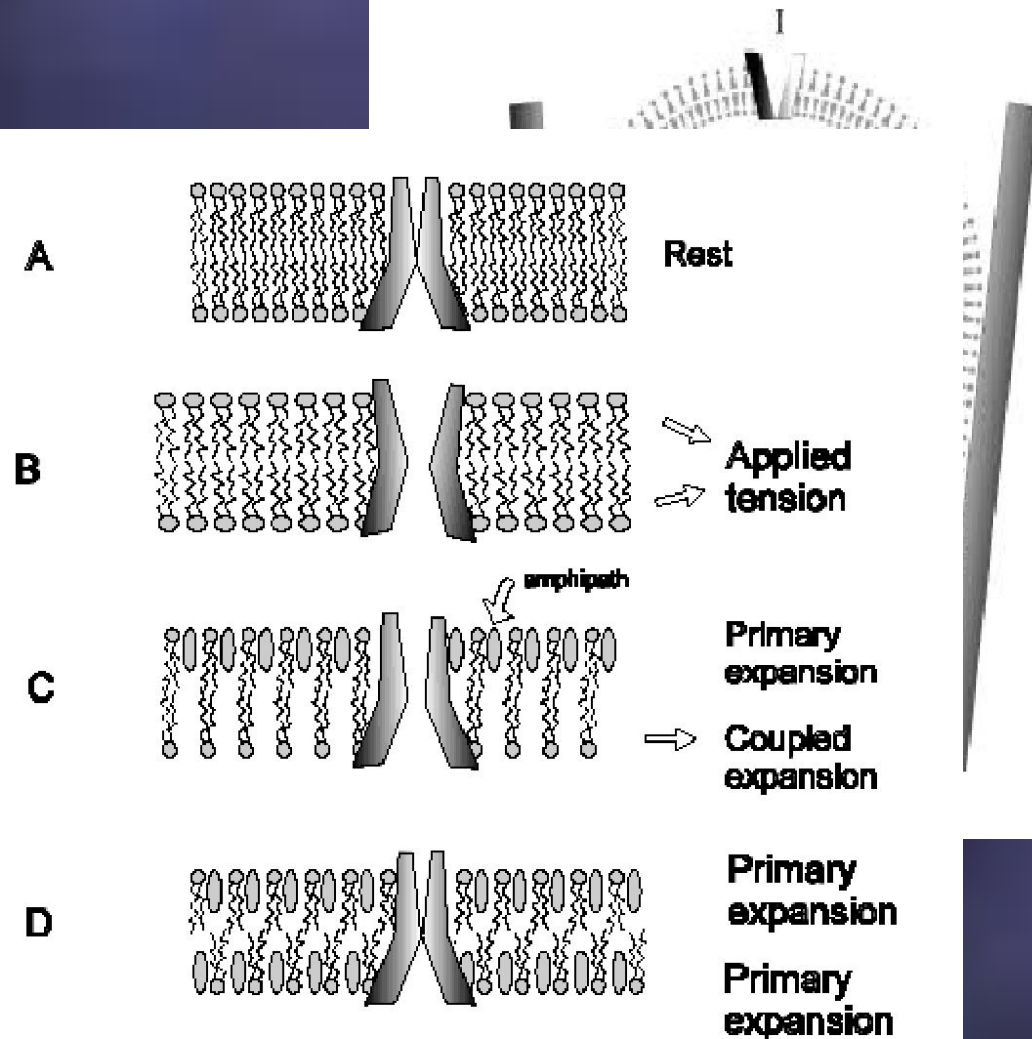 I
A
Rest
B
Applied
tension
amphipath
C
Primary
expansion
Coupled
expansion
D
Primary
expansion
Primary
expansion